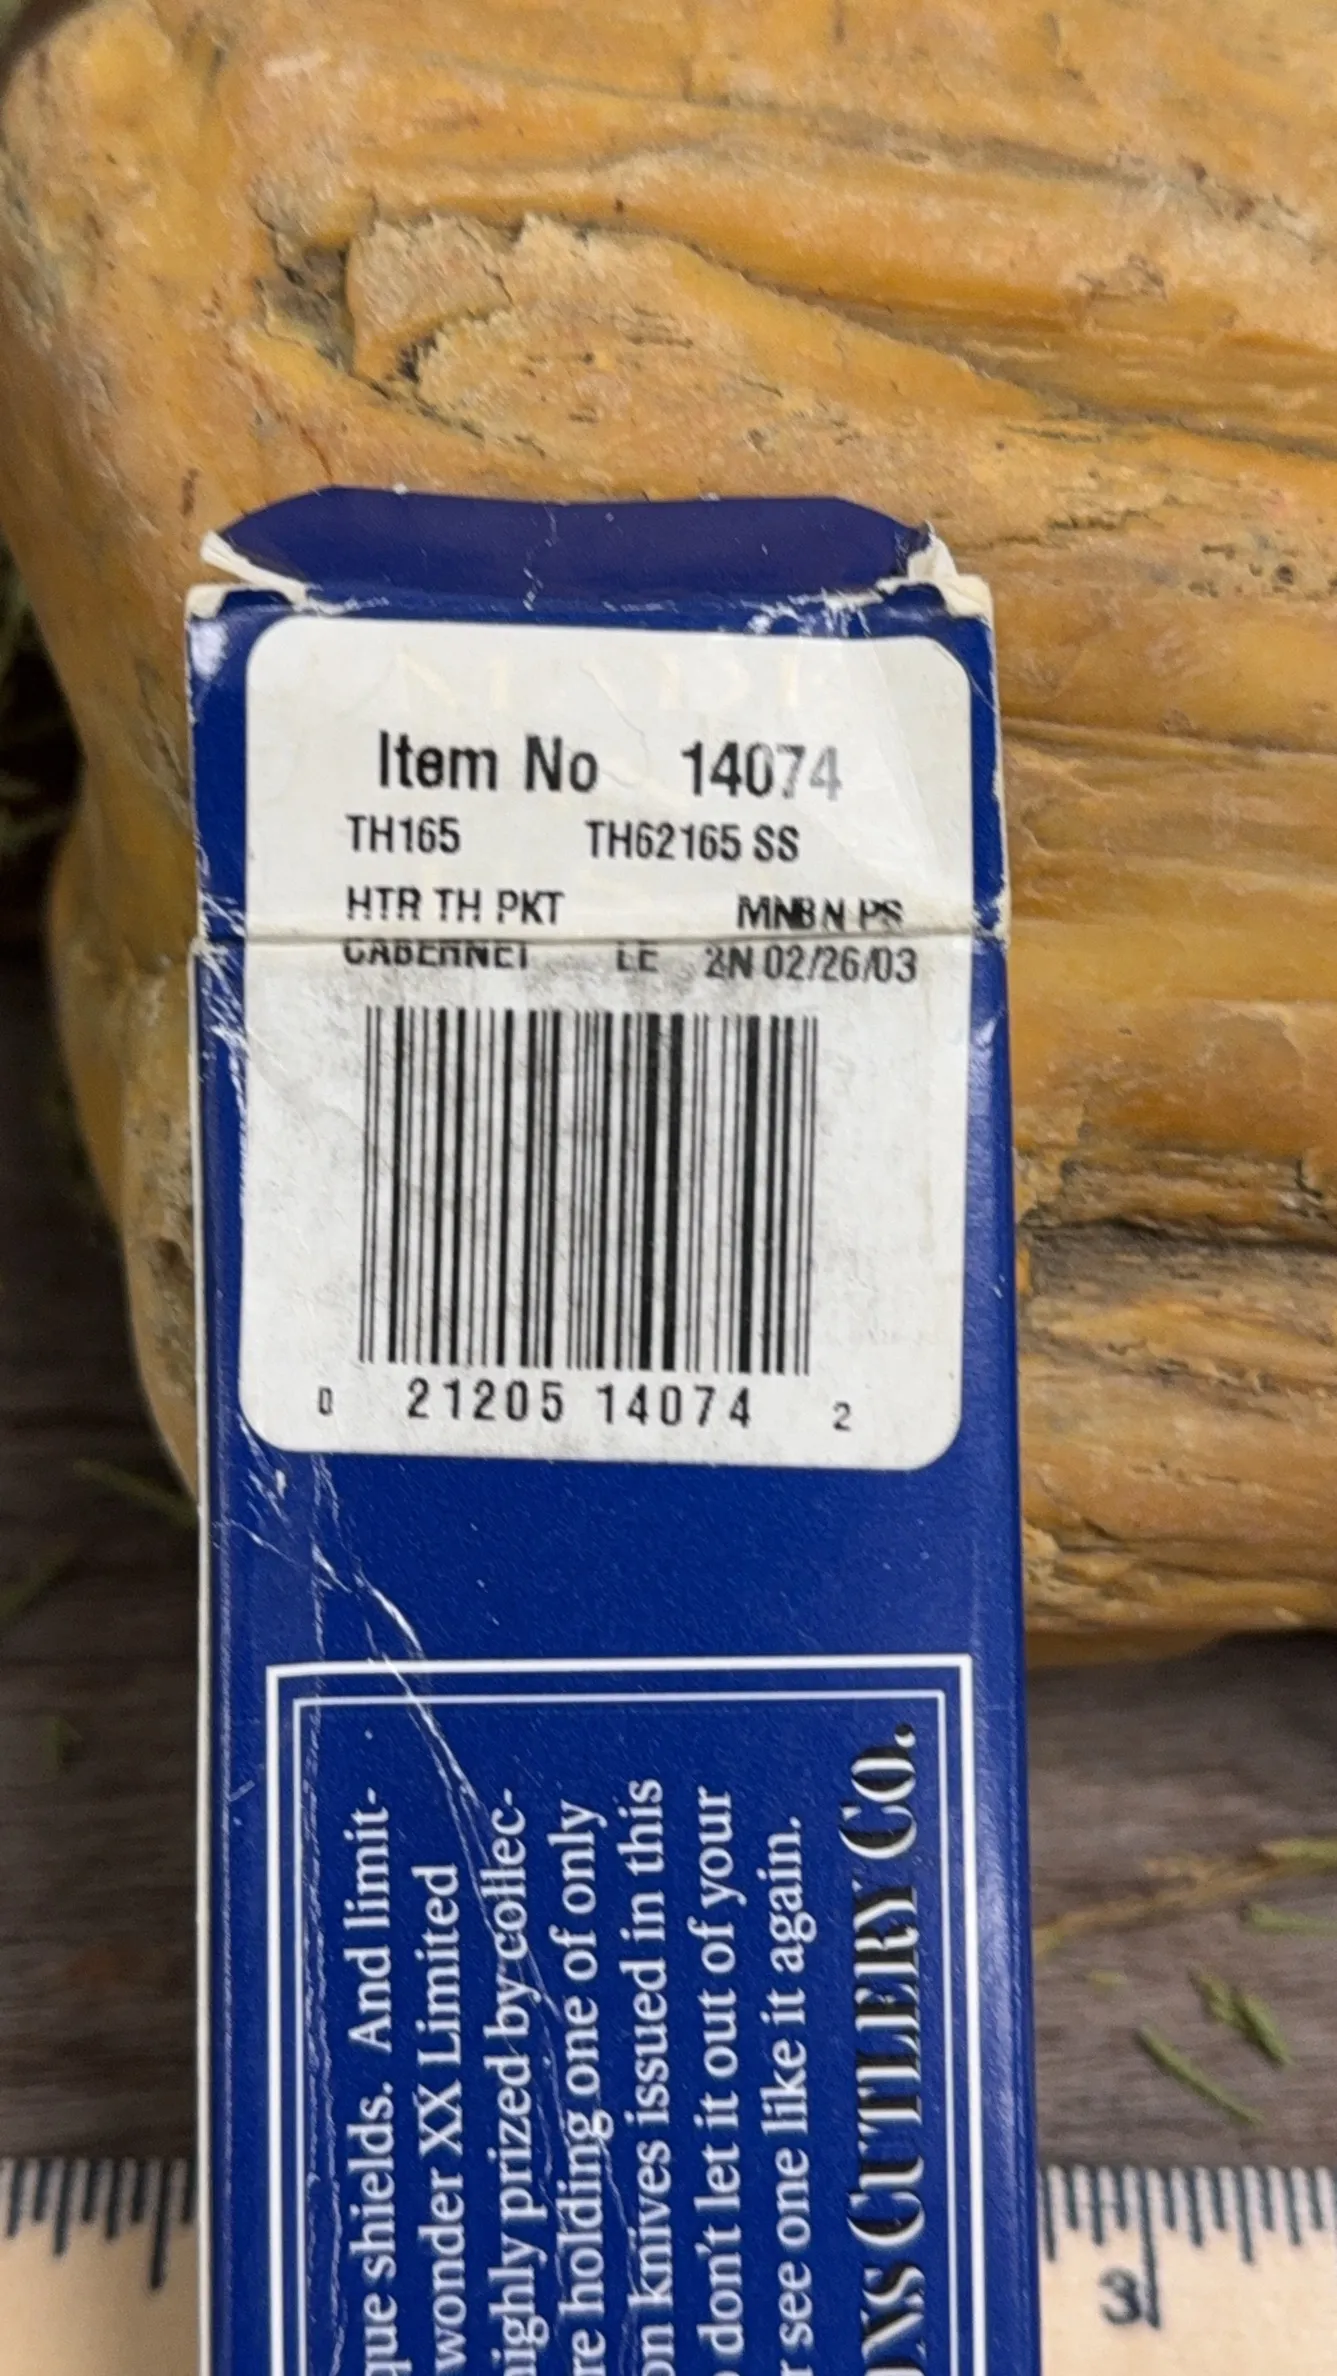 Item No 14074
TH165 TH62165 SS
HTR TH PKT MNBN PS
CABERNET LE 2N 02/26/03
0 21205 14074 2
que shields. And limit-
wonder XX Limited
highly prized by collec-
re holding one of only
on knives issued in this
don't let it out of your
r see one like it again.
ONS CUTLERY CO.
3